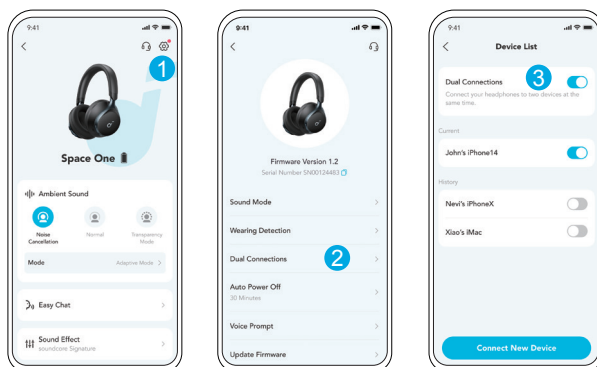 9:41
1
Space One
Ambient Sound
Noise Cancellation
Normal
Transparency Mode
Mode
Adaptive Mode >
Easy Chat
Sound Effect
soundcore Signature
9:41
Firmware Version 1.2
Serial Number SN00124483
Sound Mode
Wearing Detection
Dual Connections
2
Auto Power Off
30 Minutes
Voice Prompt
Update Firmware
9:41
Device List
Dual Connections
3
Connect your headphones to two devices at the
same time.
Current
John's iPhone14
History
Nevi's iPhoneX
Xiao's iMac
Connect New Device